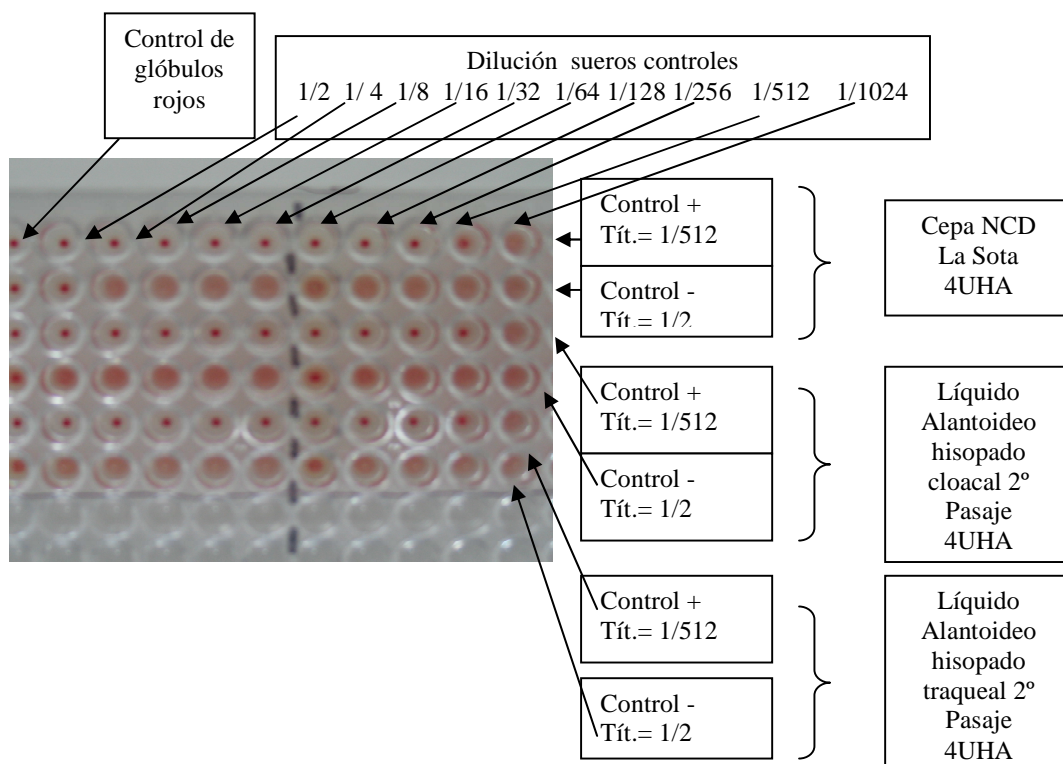 Control de
glóbulos
rojos
Dilución sueros controles
1/2 1/ 4 1/8 1/16 1/32 1/64 1/128 1/256 1/512 1/1024
Control +
Tít.= 1/512
Control -
Tít.= 1/2
Cepa NCD
La Sota
4UHA
Control +
Tít.= 1/512
Control -
Tít.= 1/2
Líquido
Alantoideo
hisopado
cloacal 2º
Pasaje
4UHA
Control +
Tít.= 1/512
Control -
Tít.= 1/2
Líquido
Alantoideo
hisopado
traqueal 2º
Pasaje
4UHA